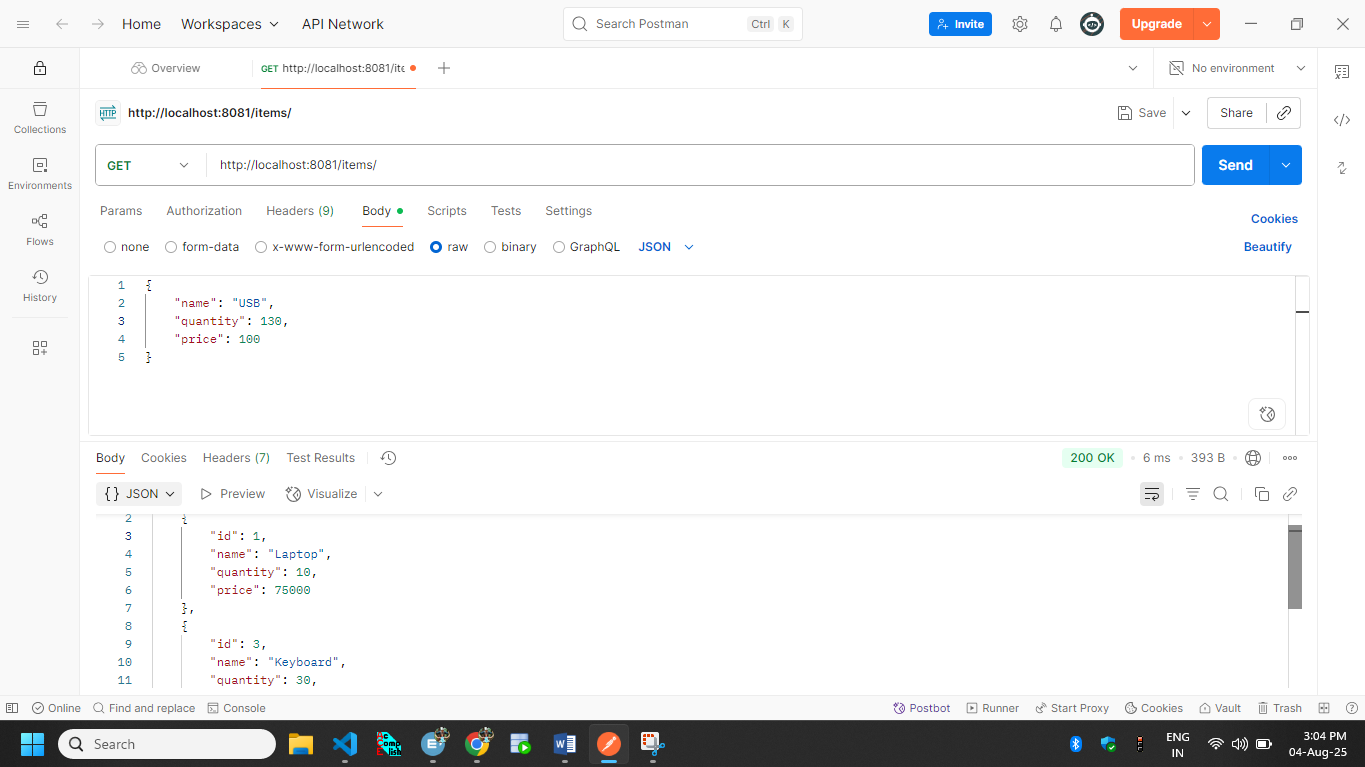 Home Workspaces API Network Search Postman Ctrl K Invite Upgrade
Overview GET http://localhost:8081/ite No environment
HTTP http://localhost:8081/items/ Save Share
Collections
GET http://localhost:8081/items/ Send
Environments
Params Authorization Headers (9) Body Scripts Tests Settings Cookies
Flows
none form-data x-www-form-urlencoded raw binary GraphQL JSON Beautify
History
1 {
2 "name": "USB",
3 "quantity": 130,
4 "price": 100
5 }
Body Cookies Headers (7) Test Results 200 OK 6 ms 393 B
{} JSON Preview Visualize
2 {
3 "id": 1,
4 "name": "Laptop",
5 "quantity": 10,
6 "price": 75000
7 },
8 {
9 "id": 3,
10 "name": "Keyboard",
11 "quantity": 30,
Online Find and replace Console Postbot Runner Start Proxy Cookies Vault Trash
Search ENG 3:04 PM
IN 04-Aug-25